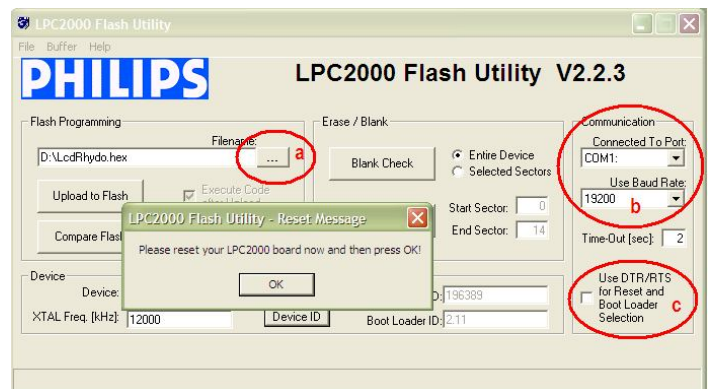 LPC2000 Flash Utility
File Buffer Help
PHILIPS
LPC2000 Flash Utility V2.2.3
Flash Programming
Filename:
D:\LcdRhydo.hex
...
a
Upload to Flash
Execute Code
after Upload
Compare Flash
Erase / Blank
Blank Check
Entire Device
Selected Sectors
Start Sector: 0
End Sector: 14
Communication
Connected To Port:
COM1:
Use Baud Rate:
19200
b
Time-Out [sec]: 2
Use DTR/RTS
for Reset and
Boot Loader
Selection
c
LPC2000 Flash Utility - Reset Message
Please reset your LPC2000 board now and then press OK!
OK
Device
Device:
XTAL Freq. [kHz]: 12000
Device ID
196389
Boot Loader ID: 2.11